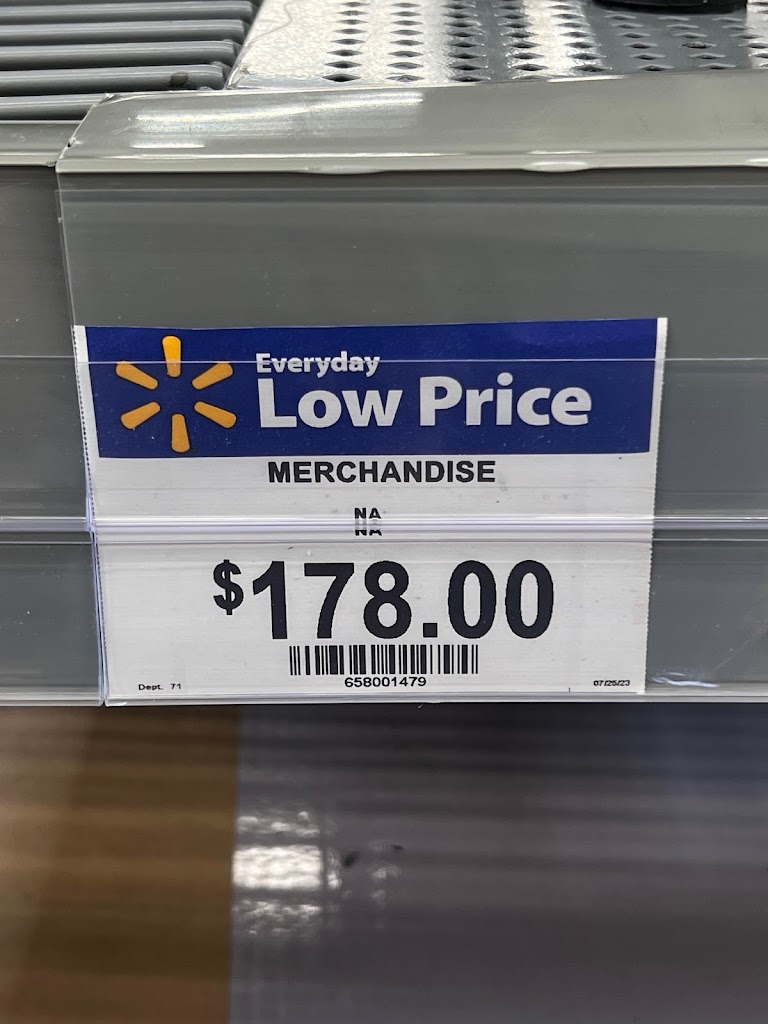 Everyday
Low Price
MERCHANDISE
NA
NA
$178.00
658001479
Dept. 71
07/25/23